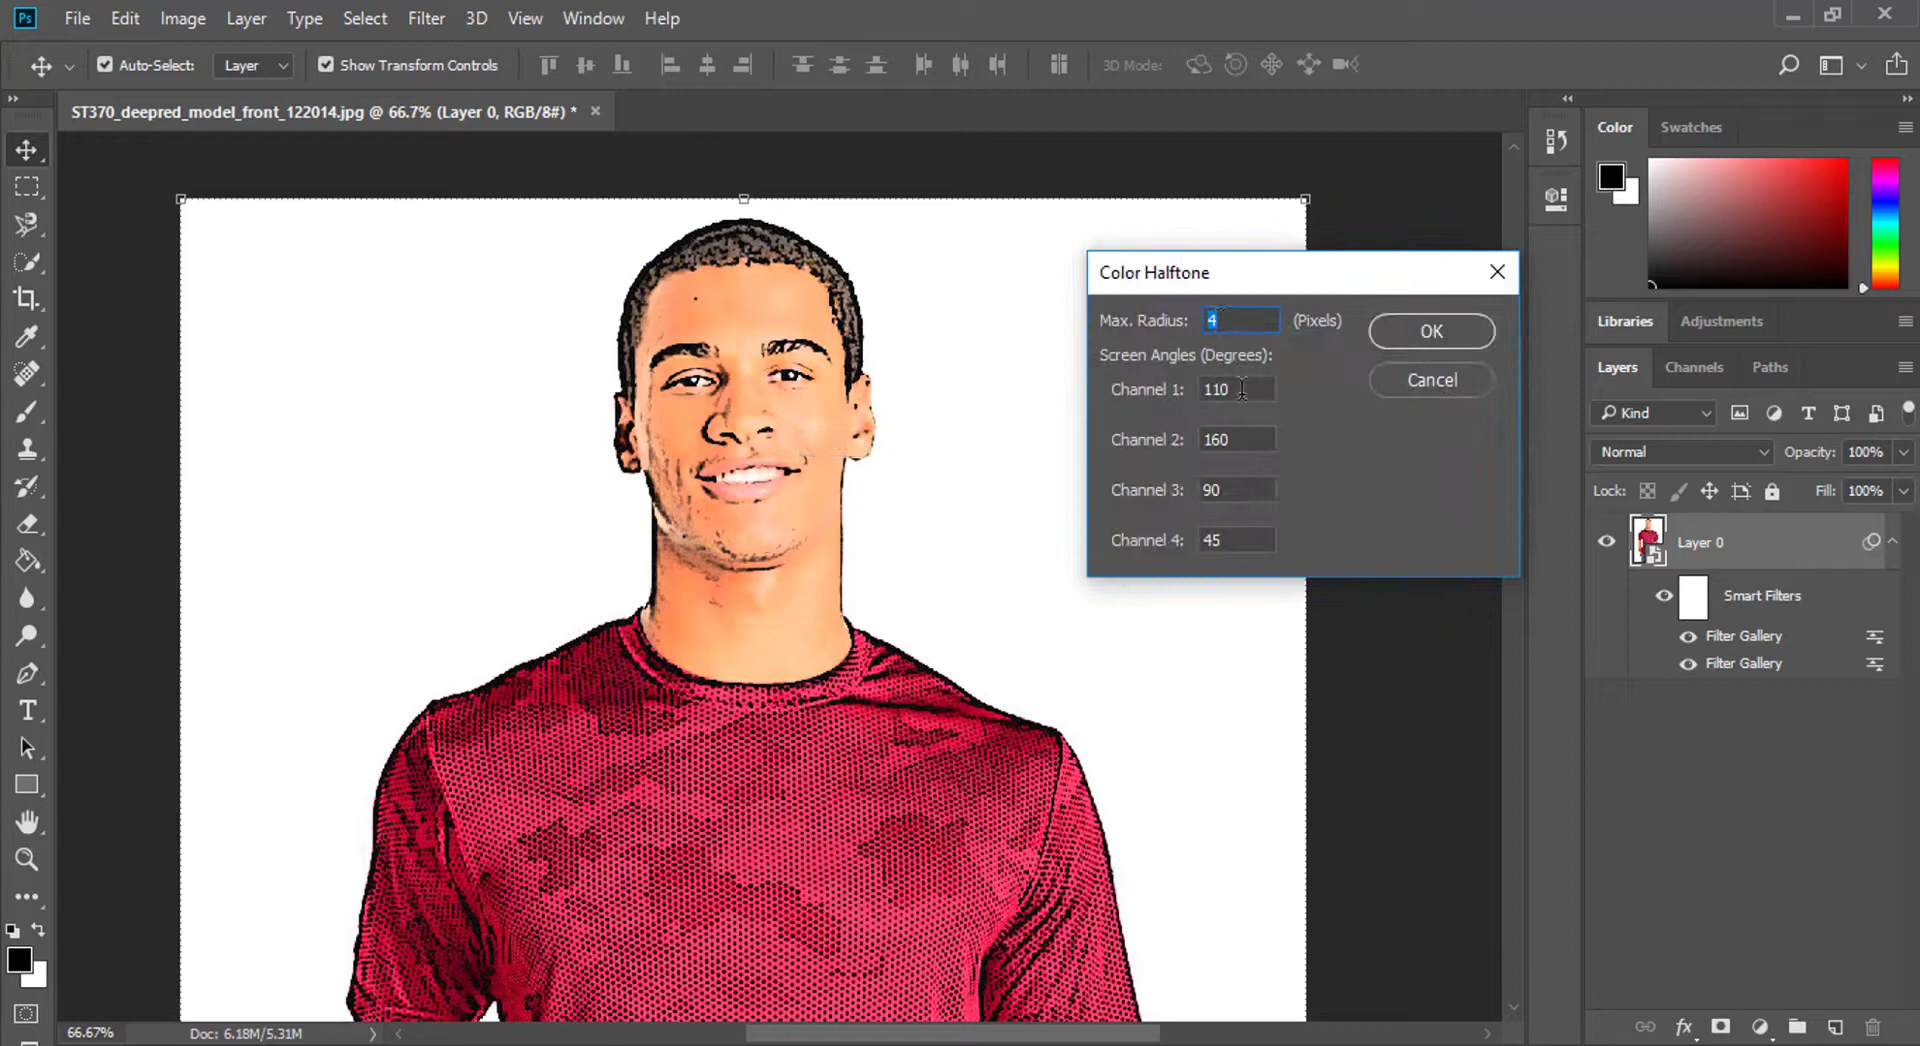 Ps File Edit Image Layer Type Select Filter 3D View Window Help
Auto-Select: Layer Show Transform Controls 3D Mode:
ST370_deepred_model_front_122014.jpg @ 66.7% (Layer 0, RGB/8#) * ×
Color Swatches
Color Halftone
Max. Radius: 4 (Pixels) OK
Screen Angles (Degrees):
Channel 1: 110 Cancel
Channel 2: 160
Channel 3: 90
Channel 4: 45
Libraries Adjustments
Layers Channels Paths
Kind
Normal Opacity: 100%
Lock: Fill: 100%
Layer 0
Smart Filters
Filter Gallery
Filter Gallery
66.67% Doc: 6.18M/5.31M